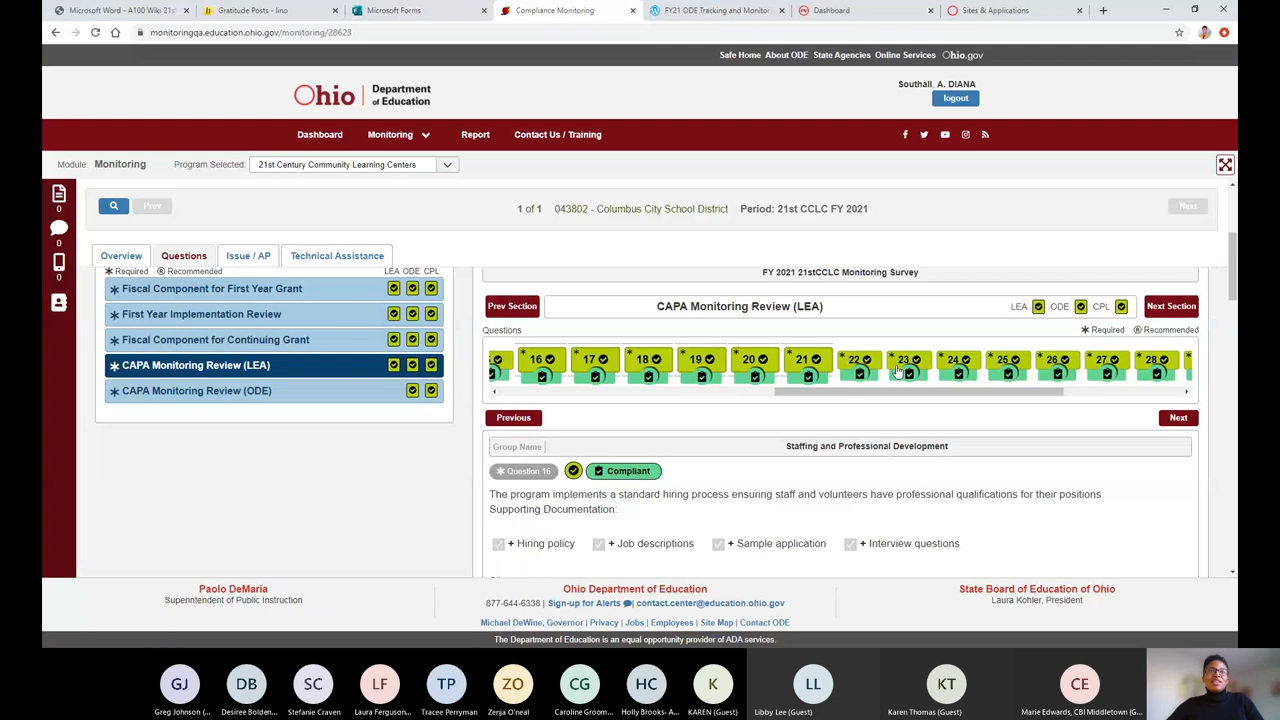 Microsoft Word - A100 Wiki 21st
Gratitude Posts - lino
Microsoft Forms
Compliance Monitoring
FY21 ODE Tracking and Monitor
Dashboard
Sites & Applications
monitoringqa.education.ohio.gov/monitoring/28623
Safe Home About ODE State Agencies Online Services Ohio.gov
Southall, A. DIANA
logout
Ohio | Department of Education
Dashboard Monitoring Report Contact Us / Training
Module: Monitoring Program Selected: 21st Century Community Learning Centers
0
0
0
Prev
1 of 1 043802 - Columbus City School District Period: 21st CCLC FY 2021
Next
Overview Questions Issue / AP Technical Assistance
* Required ® Recommended LEA ODE CPL
* Fiscal Component for First Year Grant
* First Year Implementation Review
* Fiscal Component for Continuing Grant
* CAPA Monitoring Review (LEA)
* CAPA Monitoring Review (ODE)
FY 2021 21stCCLC Monitoring Survey
Prev Section
CAPA Monitoring Review (LEA)
LEA ODE CPL
Next Section
Questions
* Required ® Recommended
* 16 * 17 * 18 * 19 * 20 * 21 * 22 * 23 * 24 * 25 * 26 * 27 * 28 *
Previous
Next
Group Name Staffing and Professional Development
* Question 16 Compliant
The program implements a standard hiring process ensuring staff and volunteers have professional qualifications for their positions.
Supporting Documentation:
+ Hiring policy + Job descriptions + Sample application + Interview questions
Paolo DeMaria
Superintendent of Public Instruction
Ohio Department of Education
877-644-6338 | Sign-up for Alerts | contact.center@education.ohio.gov
State Board of Education of Ohio
Laura Kohler, President
Michael DeWine, Governor | Privacy | Jobs | Employees | Site Map | Contact ODE
The Department of Education is an equal opportunity provider of ADA services.
GJ DB SC LF TP ZO CG HC K LL KT CE
Greg Johnson (... Desiree Bolden... Stefanie Craven Laura Ferguson... Tracee Perryman Zenja O'neal Caroline Groom... Holly Brooks- A... KAREN (Guest) Libby Lee (Guest) Karen Thomas (Guest) Marie Edwards, CBI Middletown (G...